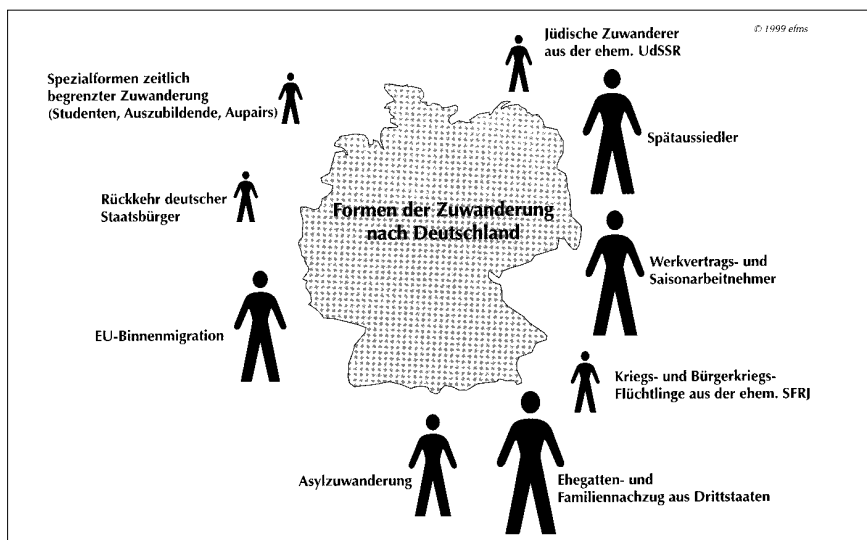 © 1999 efms
Jüdische Zuwanderer
aus der ehem. UdSSR
Spezialformen zeitlich
begrenzter Zuwanderung
(Studenten, Auszubildende, Aupairs)
Spätaussiedler
Rückkehr deutscher
Staatsbürger
Formen der Zuwanderung
nach Deutschland
Werkvertrags- und
Saisonarbeitnehmer
EU-Binnenmigration
Kriegs- und Bürgerkriegs-
Flüchtlinge aus der ehem. SFRJ
Asylzuwanderung
Ehegatten- und
Familiennachzug aus Drittstaaten